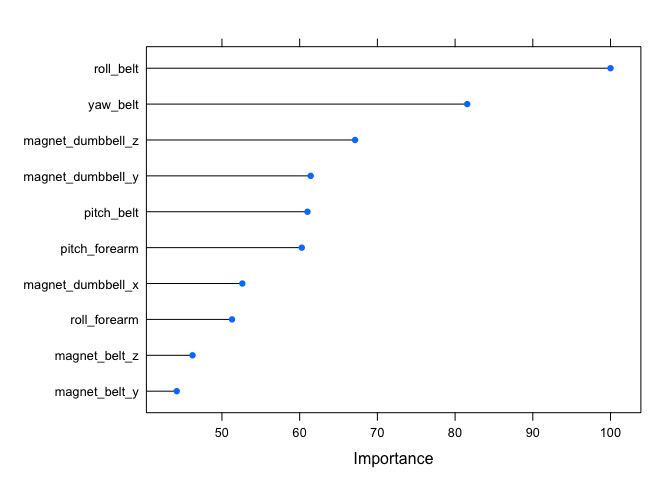 roll_belt
yaw_belt
magnet_dumbbell_z
magnet_dumbbell_y
pitch_belt
pitch_forearm
magnet_dumbbell_x
roll_forearm
magnet_belt_z
magnet_belt_y
50 60 70 80 90 100
Importance